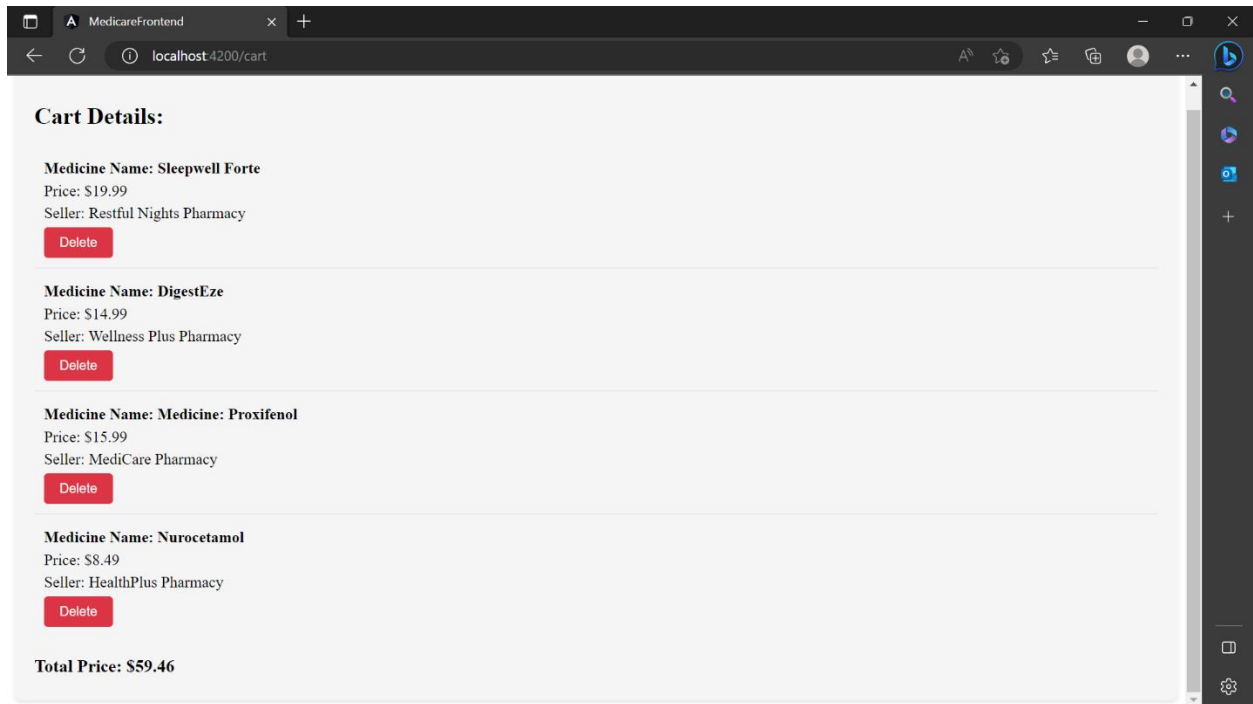 MedicareFrontend
localhost:4200/cart
Cart Details:
Medicine Name: Sleepwell Forte
Price: $19.99
Seller: Restful Nights Pharmacy
Delete
Medicine Name: DigestEze
Price: $14.99
Seller: Wellness Plus Pharmacy
Delete
Medicine Name: Medicine: Proxifenol
Price: $15.99
Seller: MediCare Pharmacy
Delete
Medicine Name: Nurocetamol
Price: $8.49
Seller: HealthPlus Pharmacy
Delete
Total Price: $59.46